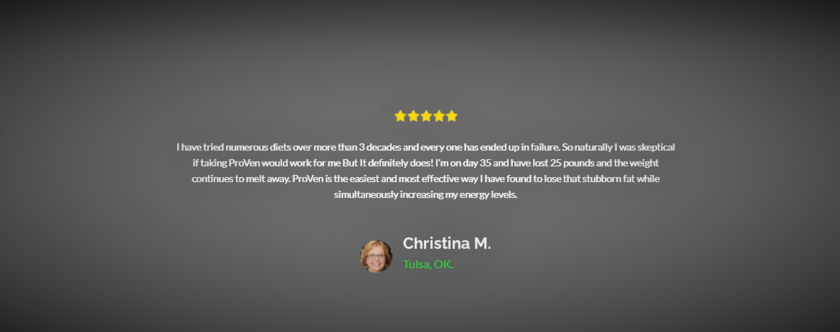 I have tried numerous diets over more than 3 decades and every one has ended up in failure. So naturally I was skeptical
if taking ProVen would work for me But It definitely does! I'm on day 35 and have lost 25 pounds and the weight
continues to melt away. ProVen is the easiest and most effective way I have found to lose that stubborn fat while
simultaneously increasing my energy levels.
Christina M.
Tulsa, OK.